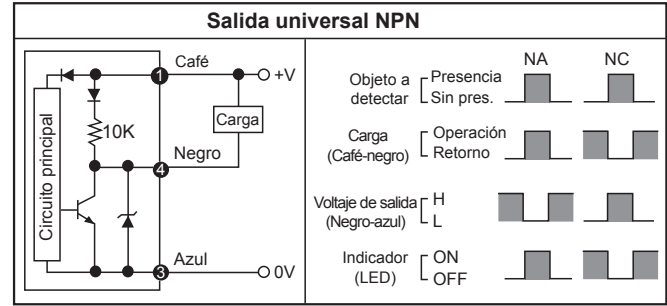 Salida universal NPN
Circuito principal
10K
1
Café
+V
Carga
4
Negro
3
Azul
0V
NA NC
Objeto a detectar
Presencia
Sin pres.
Carga
(Café-negro)
Operación
Retorno
Voltaje de salida
(Negro-azul)
H
L
Indicador
(LED)
ON
OFF